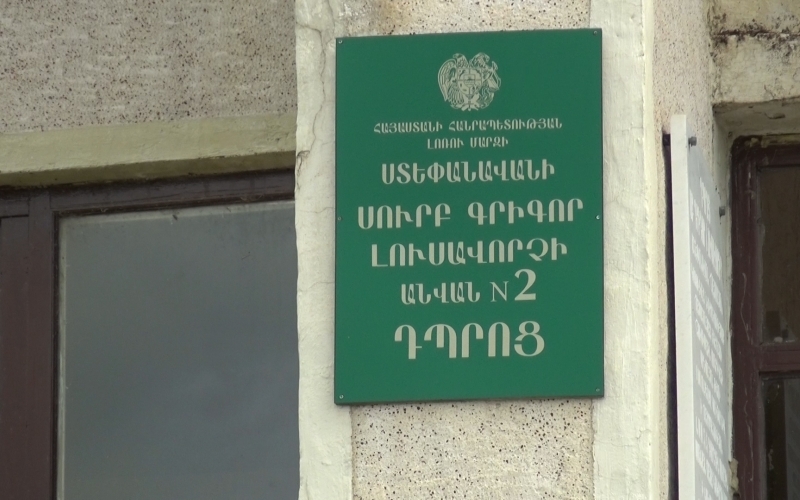 ՀԱՅԱՍՏԱՆԻ ՀԱՆՐԱՊԵՏՈՒԹՅԱՆ
ԼՈՌՈՒ ՄԱՐԶԻ
ՍՏԵՓԱՆԱՎԱՆԻ
ՍՈՒՐԲ ԳՐԻԳՈՐ
ԼՈՒՍԱՎՈՐՉԻ
ԱՆՎԱՆ N 2
ԴՊՐՈՑ